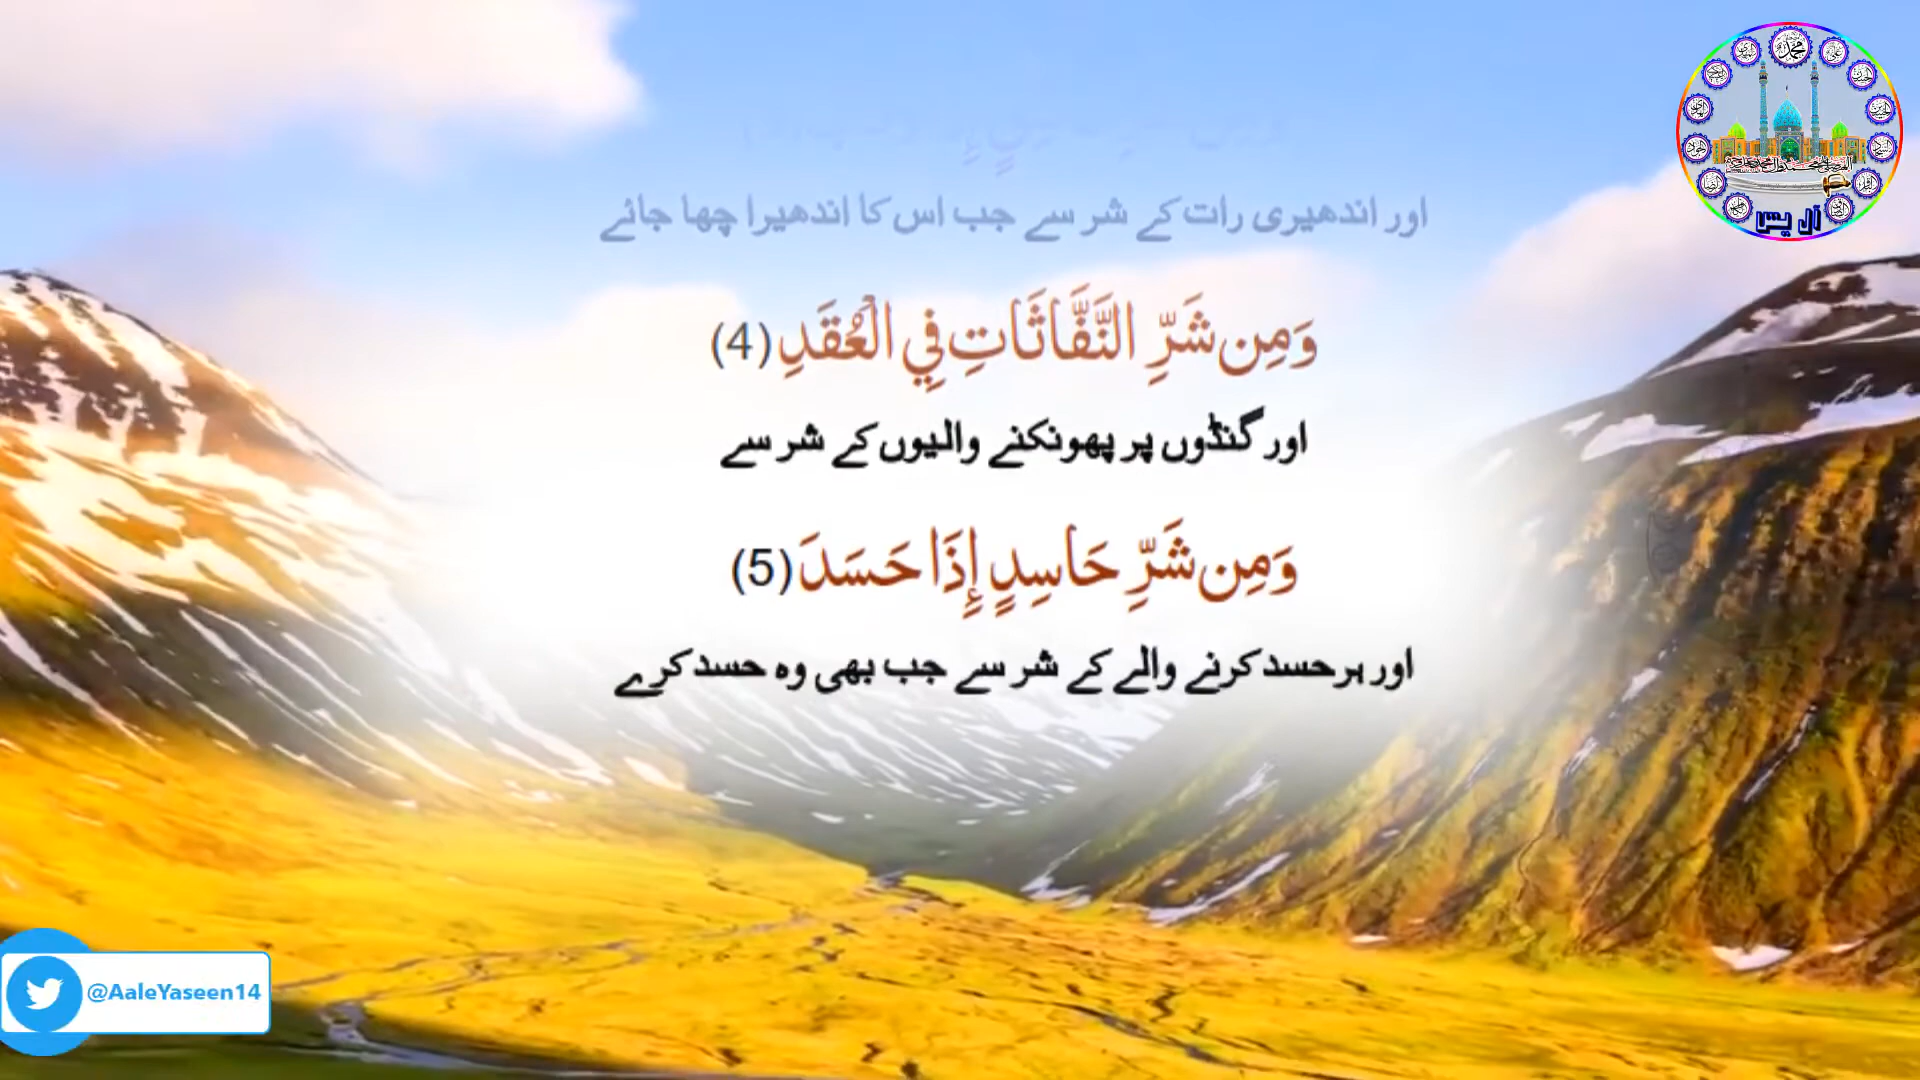 اور اندھیری رات کے شر سے جب اس کا اندھیرا چھا جائے
وَمِن شَرِّ النَّفَّاثَاتِ فِي الْعُقَدِ (4)
اور گنڈوں پر پھونکنے والیوں کے شر سے
وَمِن شَرِّ حَاسِدٍ إِذَا حَسَدَ (5)
اور ہر حسد کرنے والے کے شر سے جب بھی وہ حسد کرے
آل یس
@AaleYaseen14